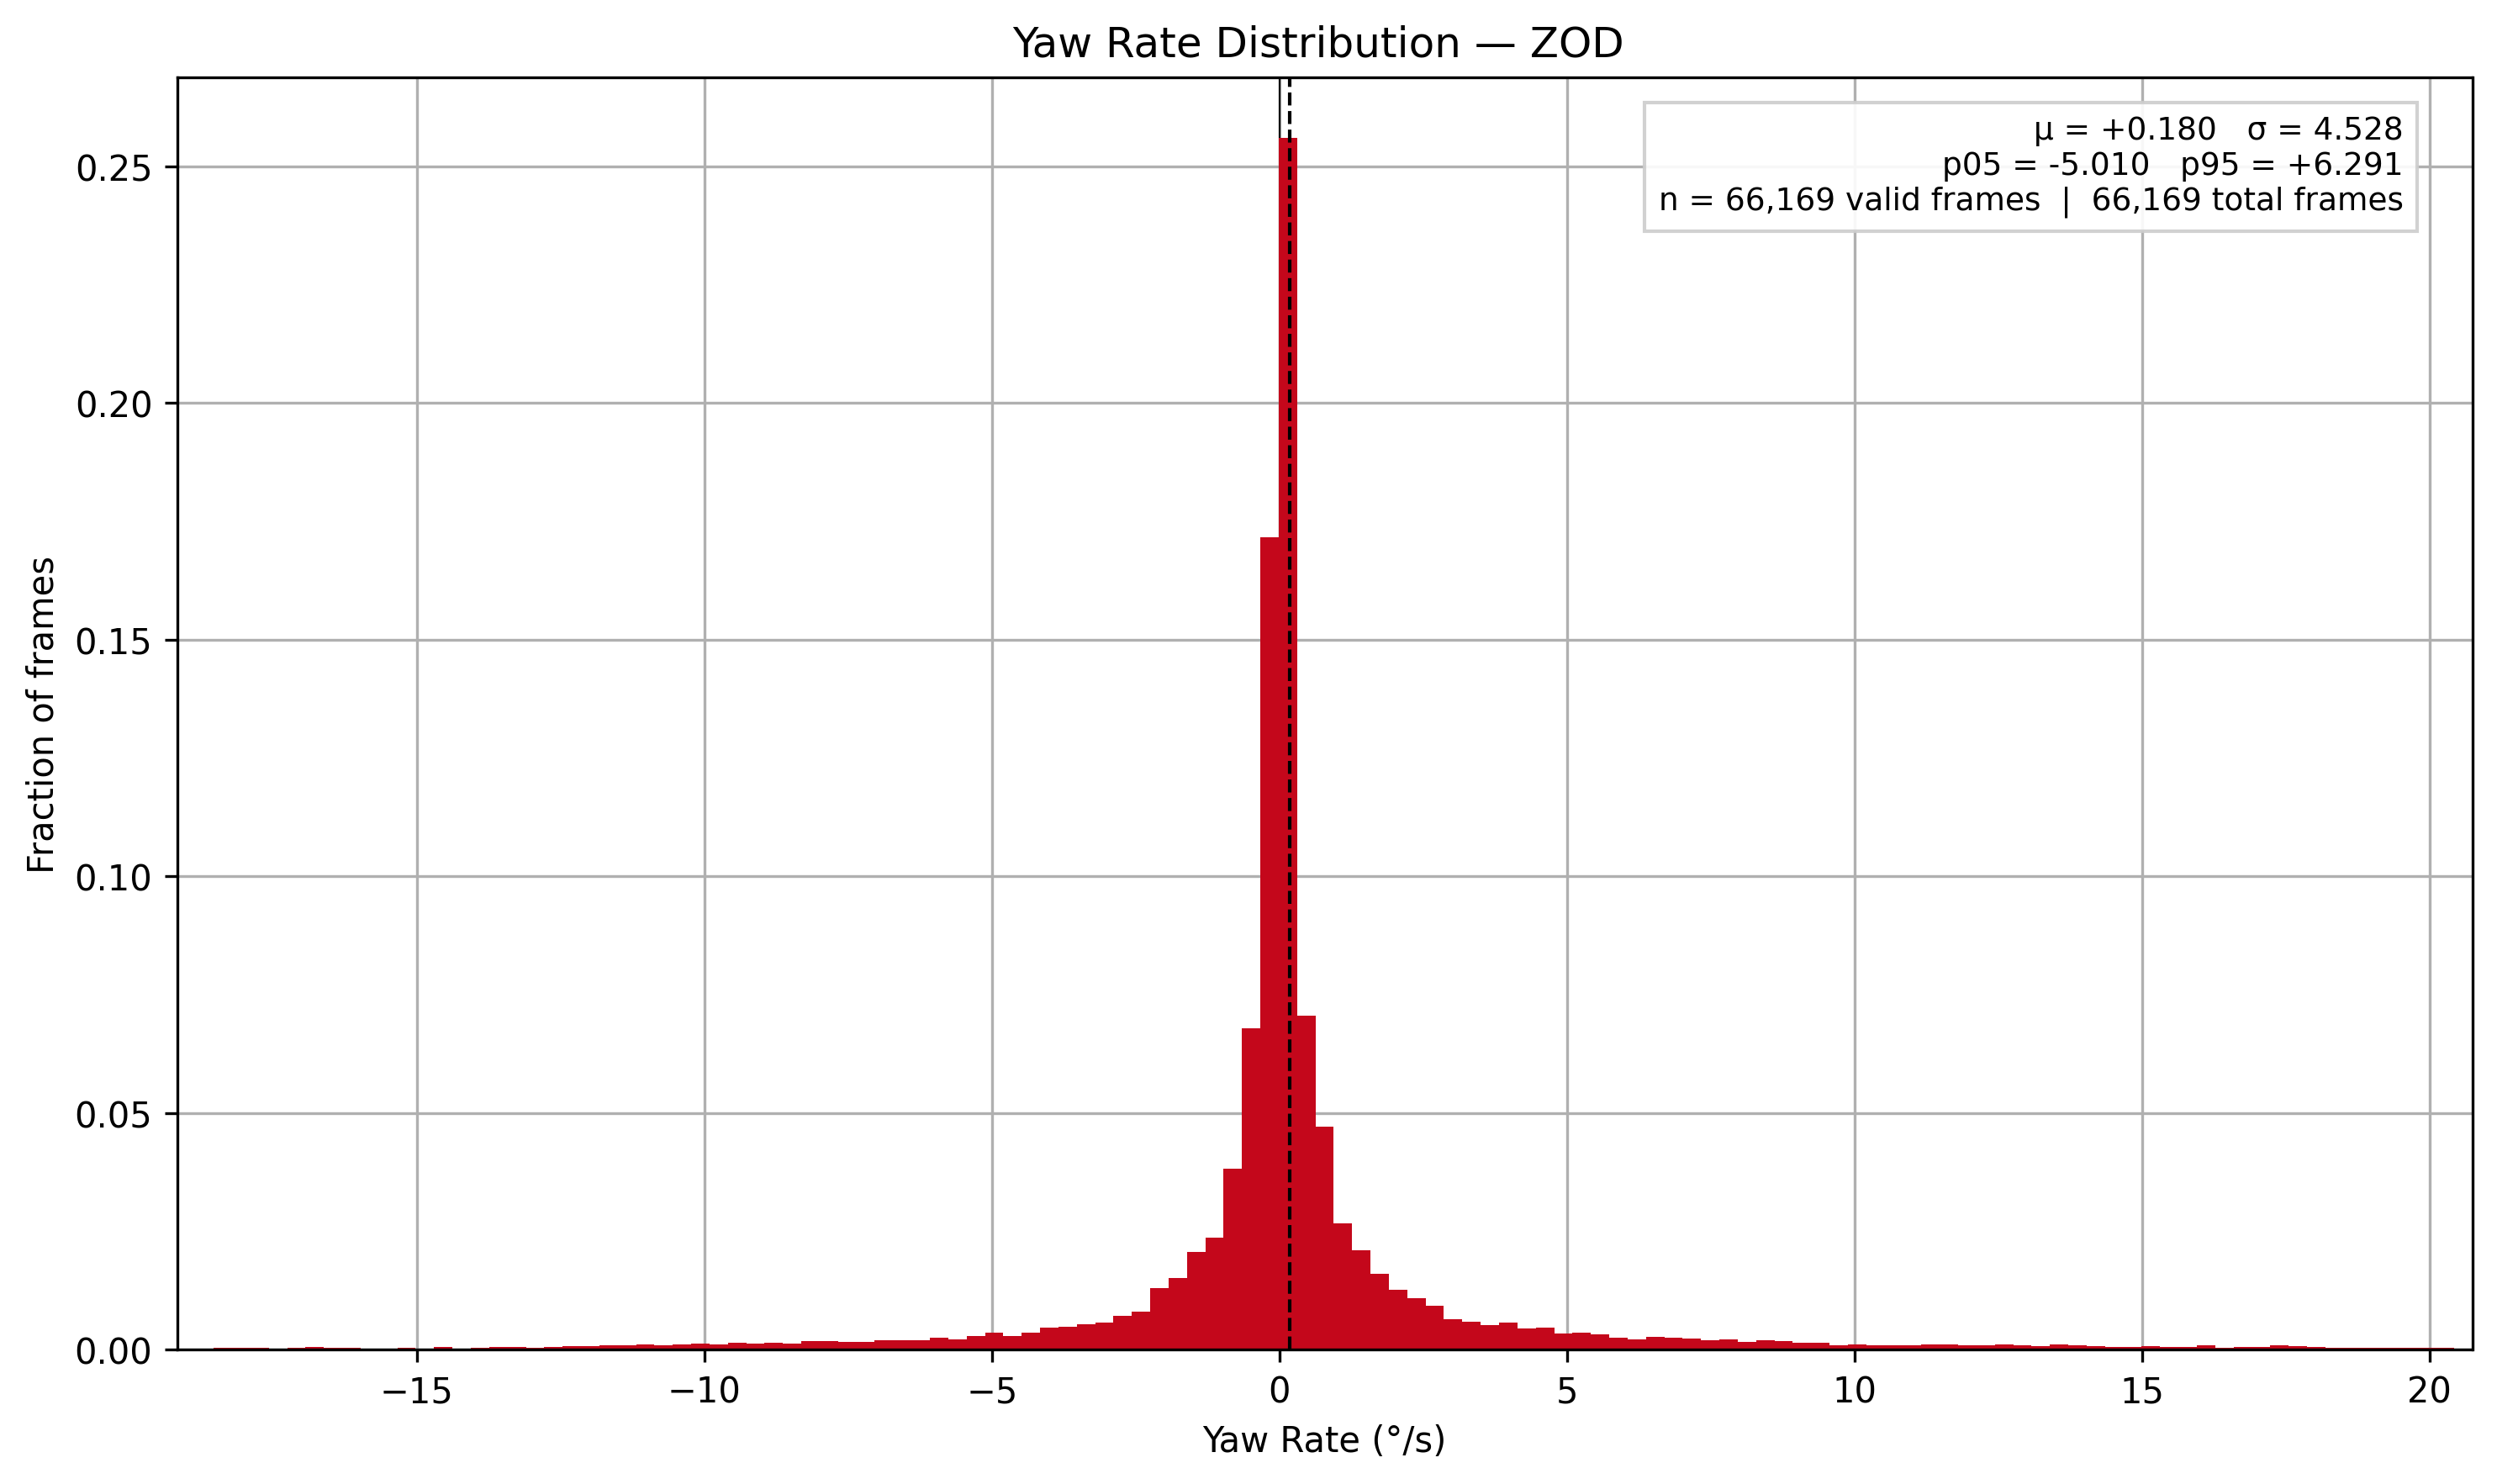 Yaw Rate Distribution — ZOD
μ = +0.180   σ = 4.528
p05 = -5.010   p95 = +6.291
n = 66,169 valid frames  |  66,169 total frames
Fraction of frames
0.25
0.20
0.15
0.10
0.05
0.00
−15
−10
−5
0
5
10
15
20
Yaw Rate (°/s)